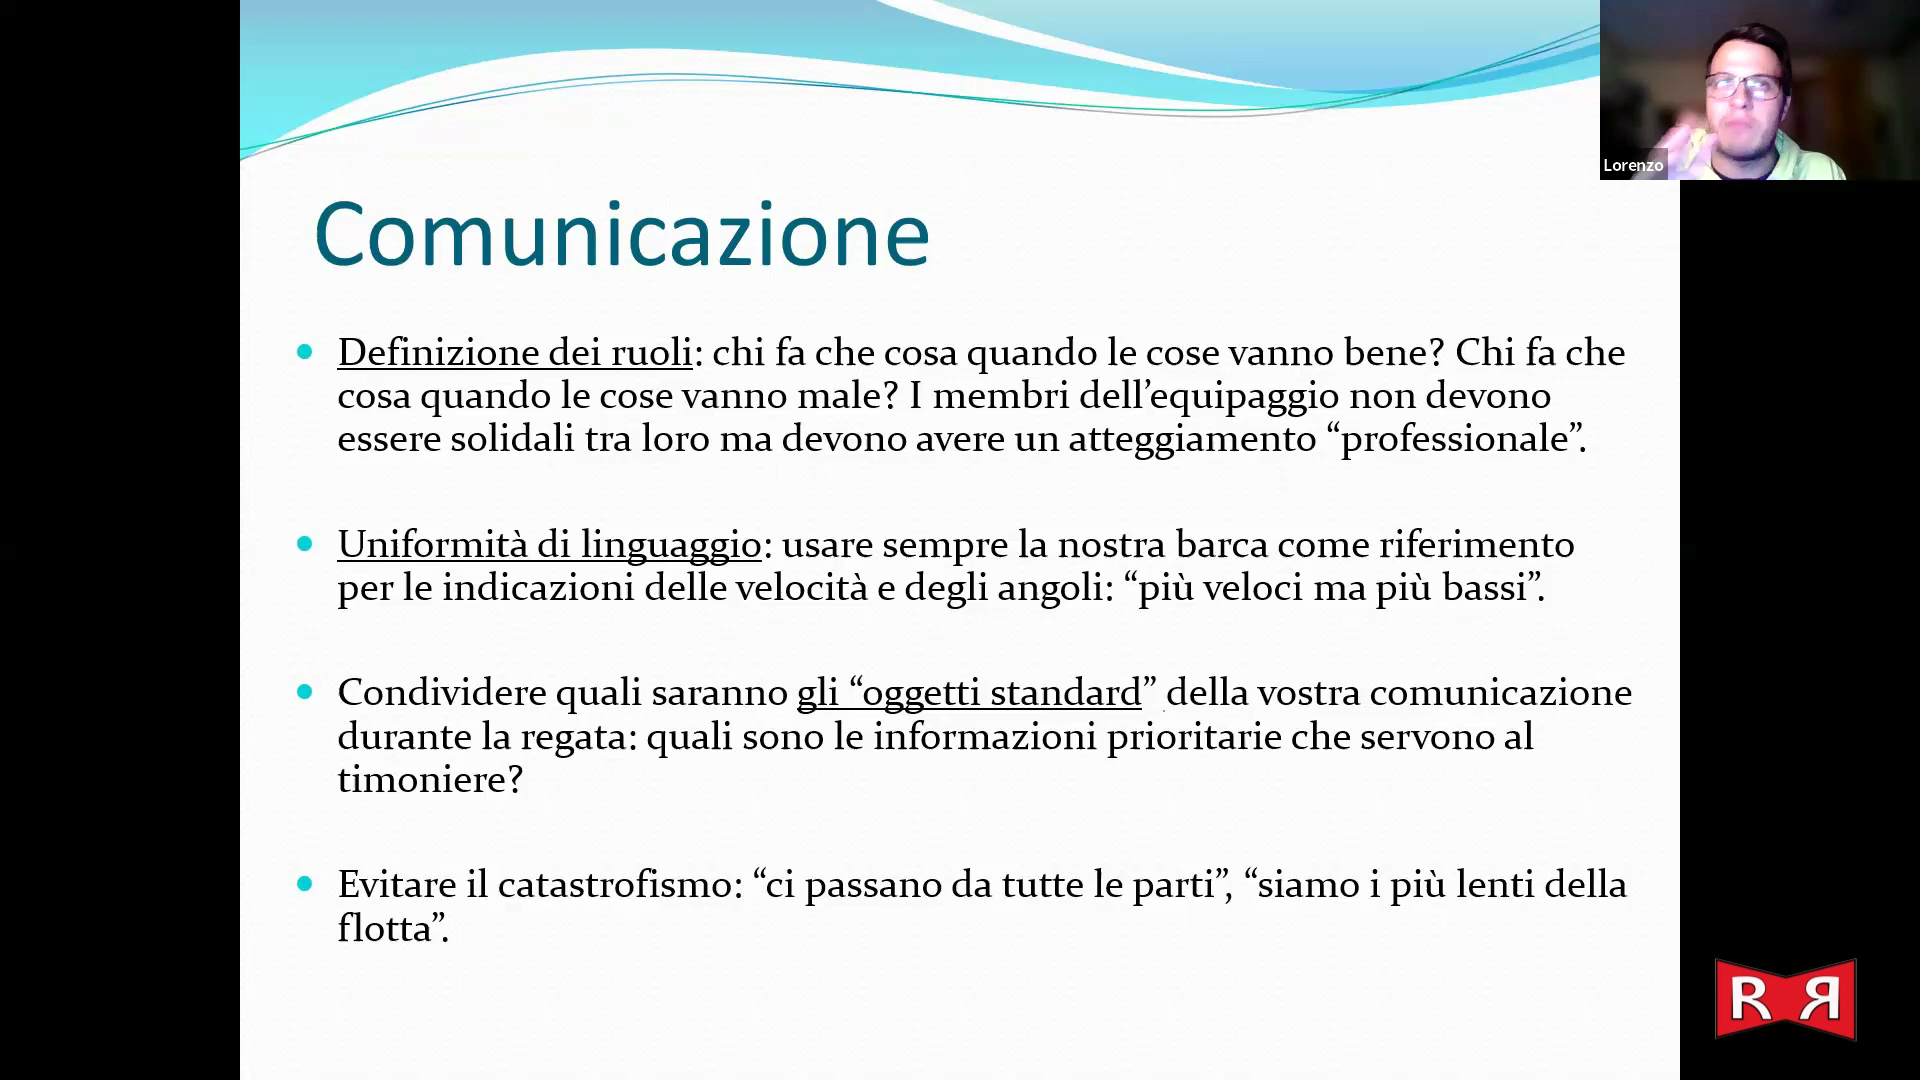 Lorenzo
Comunicazione
Definizione dei ruoli: chi fa che cosa quando le cose vanno bene? Chi fa che
cosa quando le cose vanno male? I membri dell’equipaggio non devono
essere solidali tra loro ma devono avere un atteggiamento “professionale”.
Uniformità di linguaggio: usare sempre la nostra barca come riferimento
per le indicazioni delle velocità e degli angoli: “più veloci ma più bassi”.
Condividere quali saranno gli “oggetti standard” della vostra comunicazione
durante la regata: quali sono le informazioni prioritarie che servono al
timoniere?
Evitare il catastrofismo: “ci passano da tutte le parti”, “siamo i più lenti della
flotta”.
R R